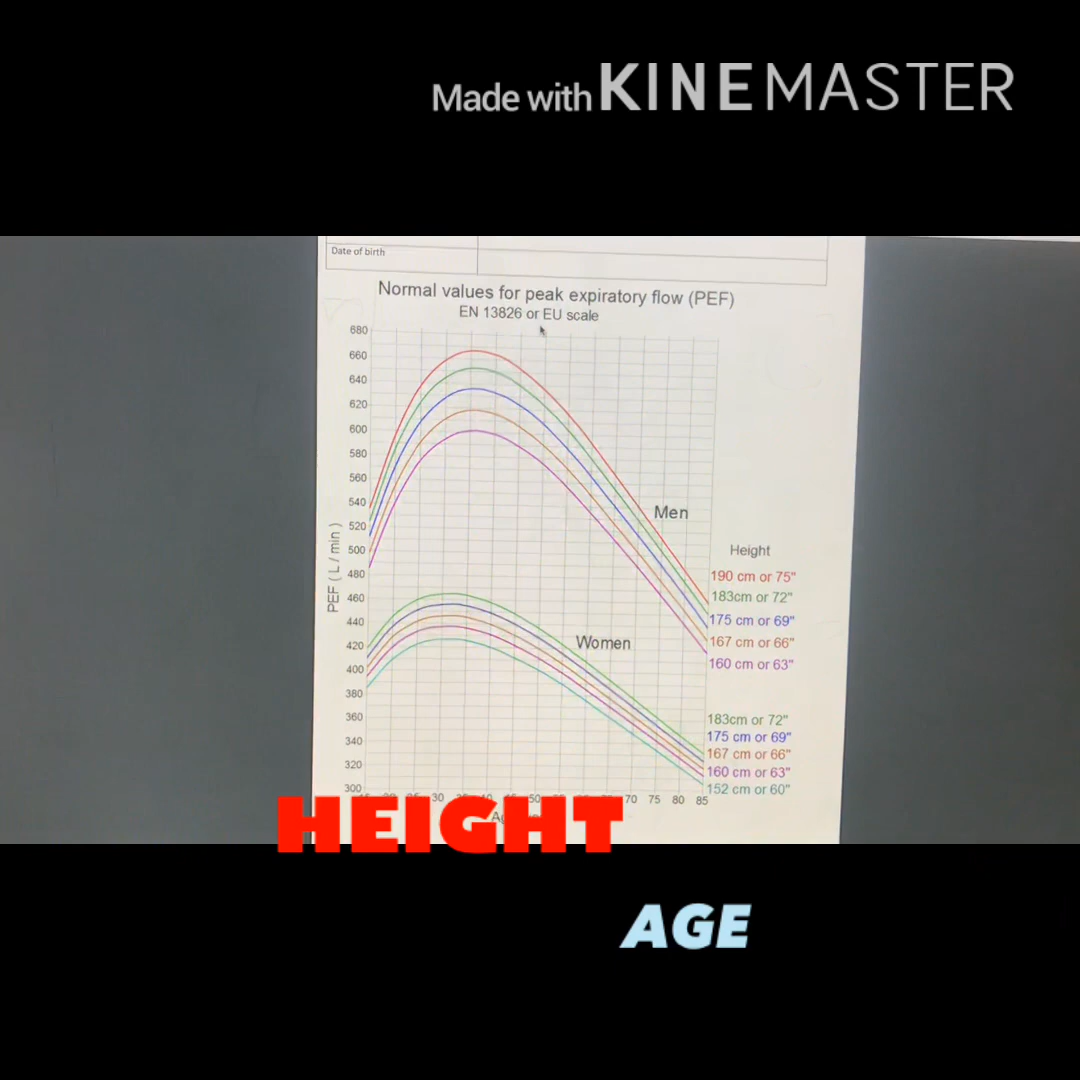 Made with KINEMASTER
Date of birth
Normal values for peak expiratory flow (PEF)
EN 13826 or EU scale
680
660
640
620
600
580
560
540
520
500
480
460
440
420
400
380
360
340
320
300
PEF ( L / min )
Men
Women
Height
190 cm or 75"
183cm or 72"
175 cm or 69"
167 cm or 66"
160 cm or 63"
183cm or 72"
175 cm or 69"
167 cm or 66"
160 cm or 63"
152 cm or 60"
30 50 70 75 80 85
HEIGHT
AGE